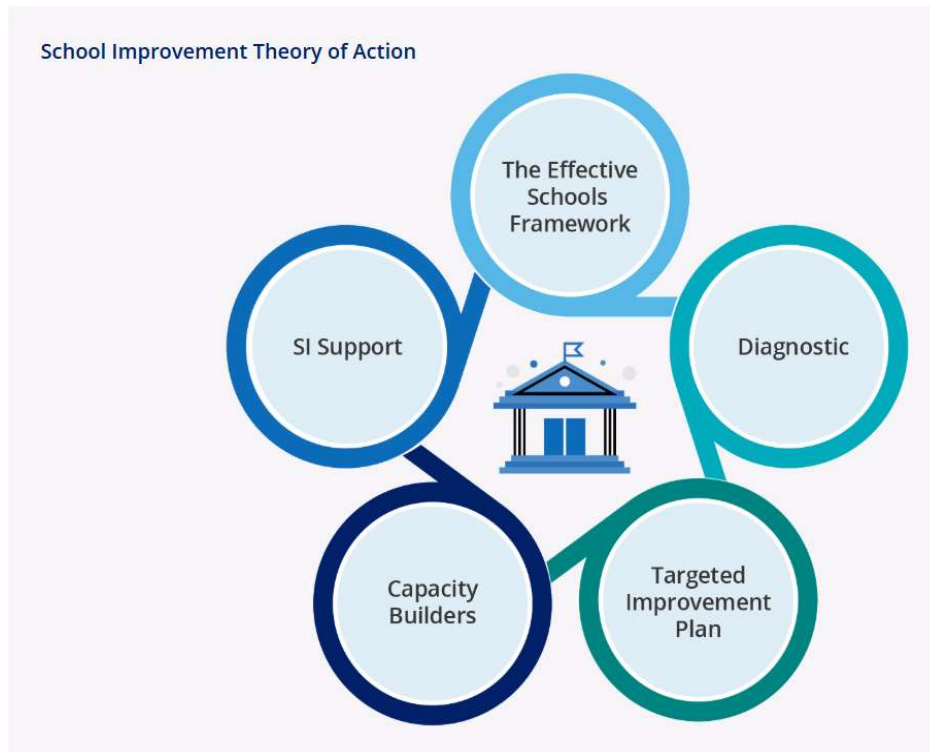 School Improvement Theory of Action
The Effective
Schools
Framework
Diagnostic
Targeted
Improvement
Plan
Capacity
Builders
SI Support